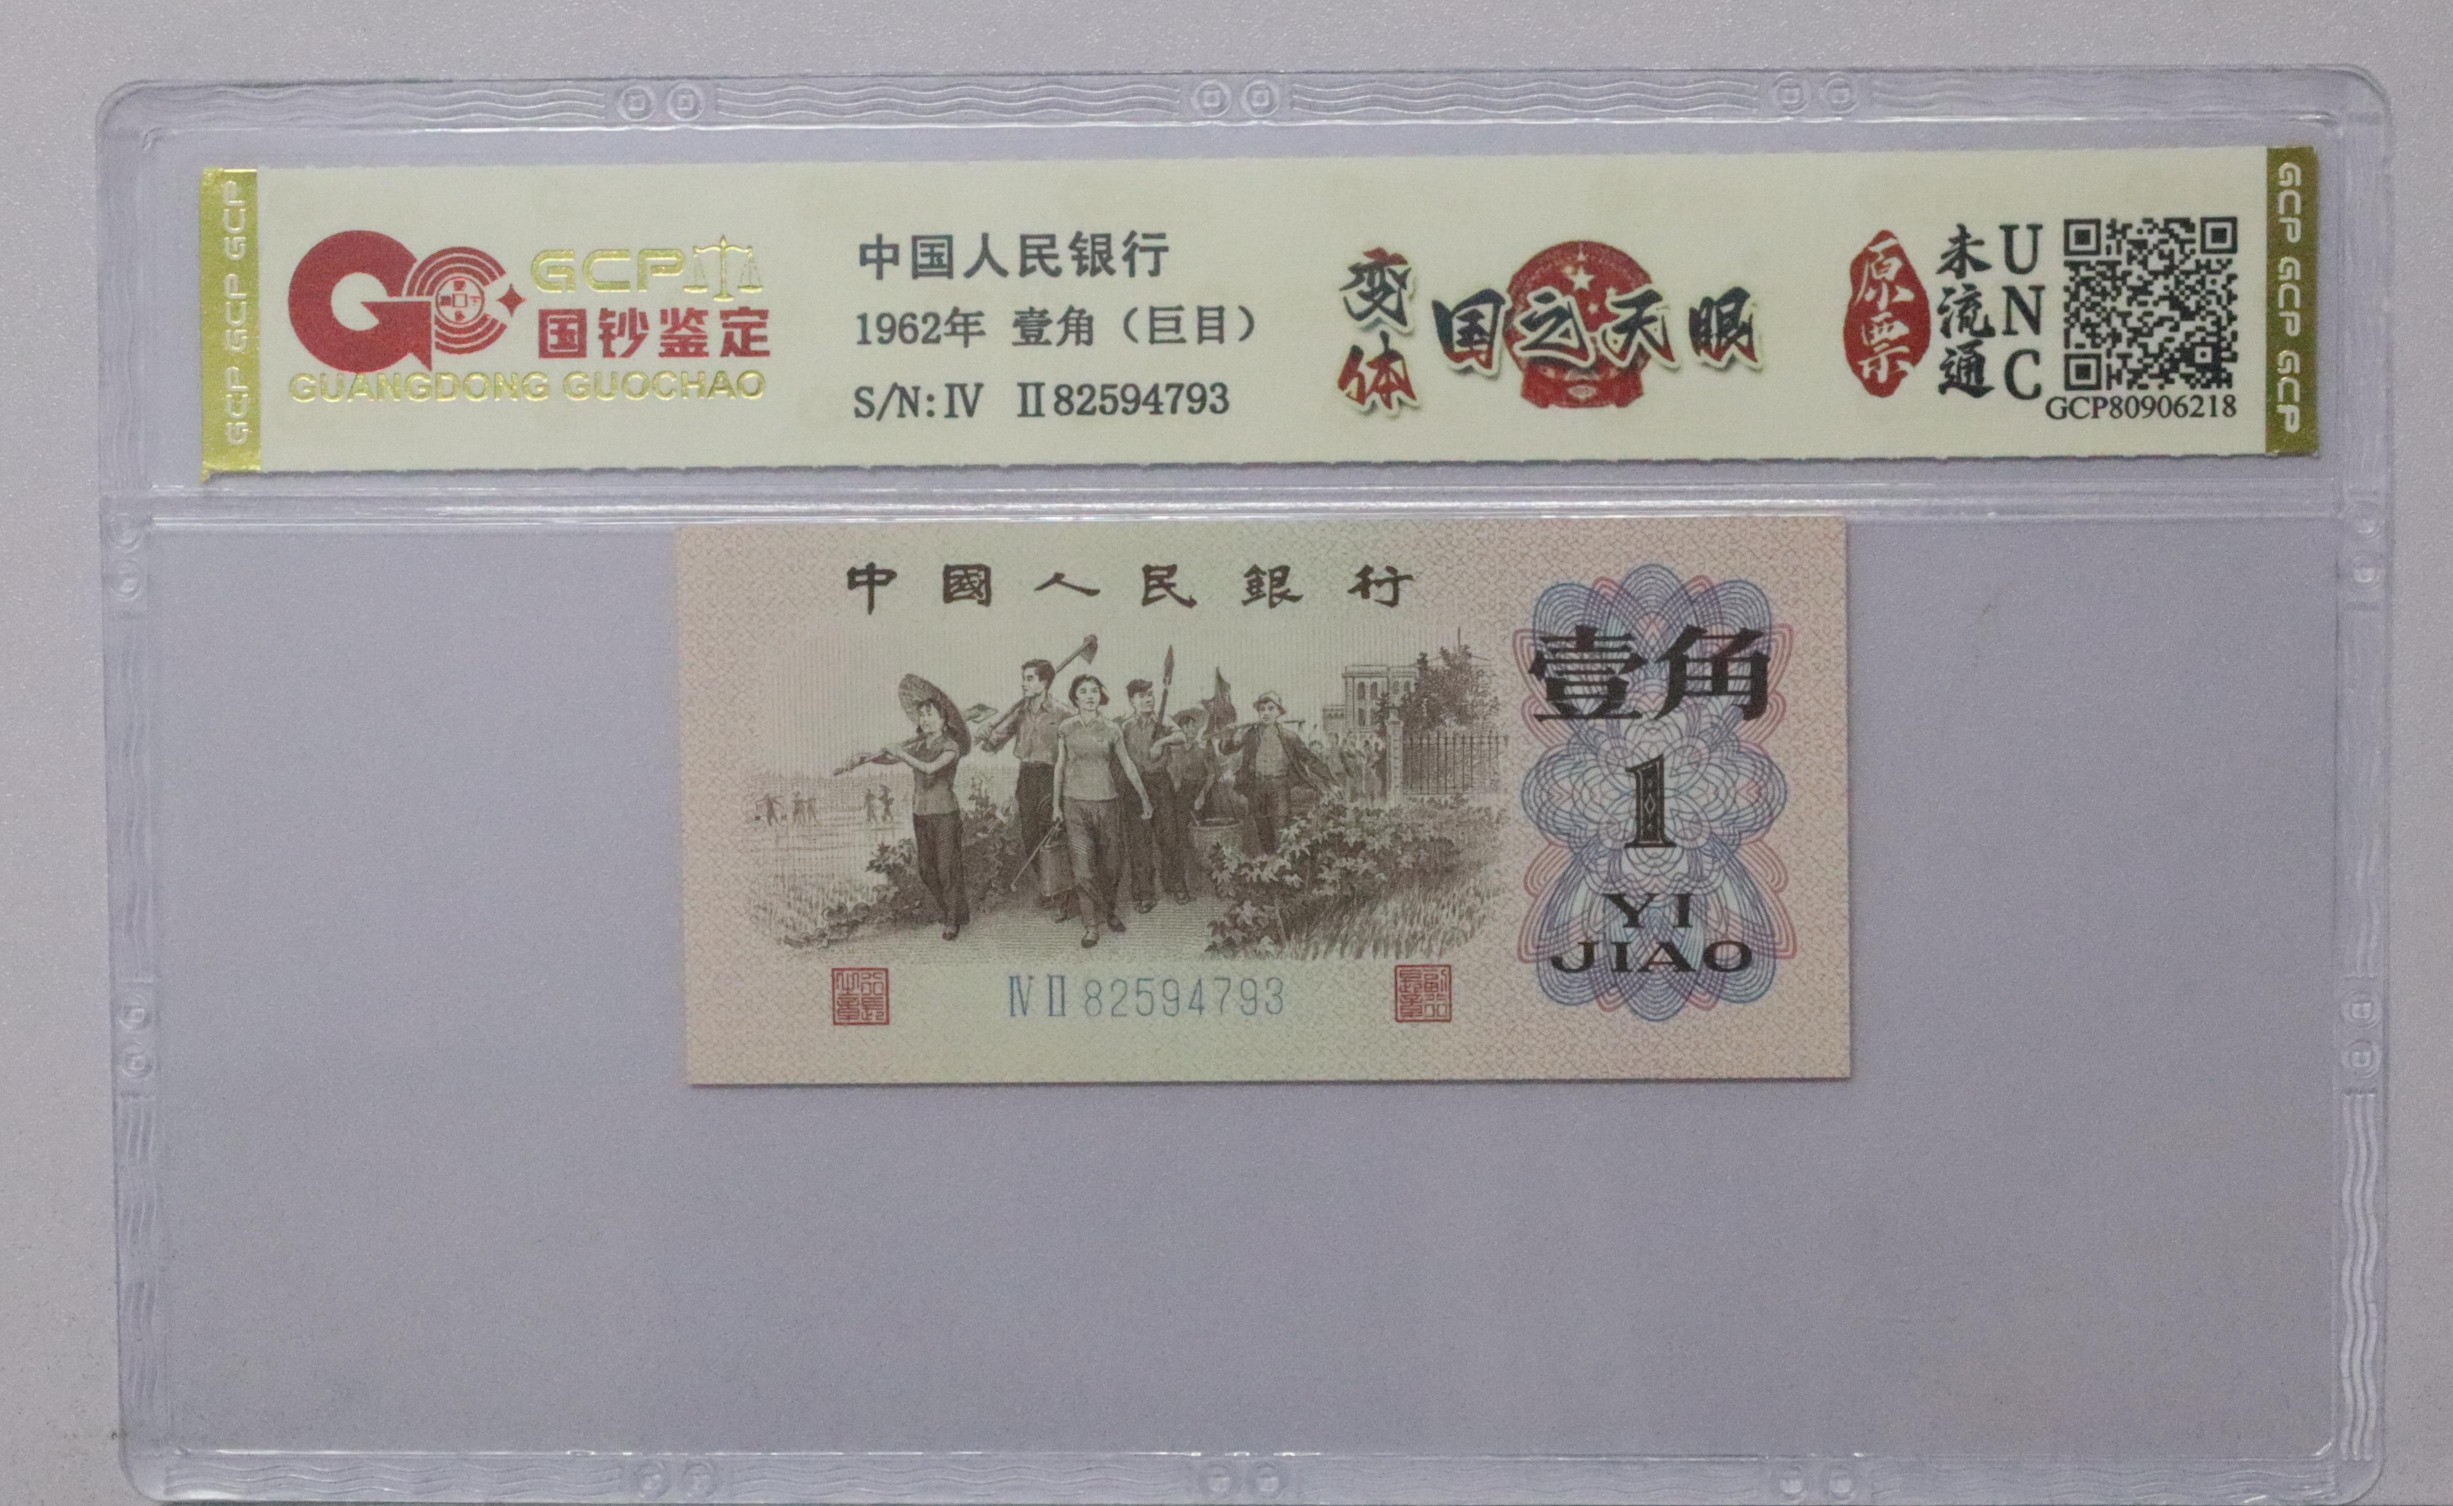 GCP GCP GCP
GCP
国钞鉴定
GUANGDONG GUOCHAO
中国人民银行
1962年 壹角（巨目）
S/N:IV II82594793
变体
国之天眼
原票
未流通
UNC
GCP80906218
GCP GCP GCP
中國人民銀行
壹角
1
YI
JIAO
IV II 82594793